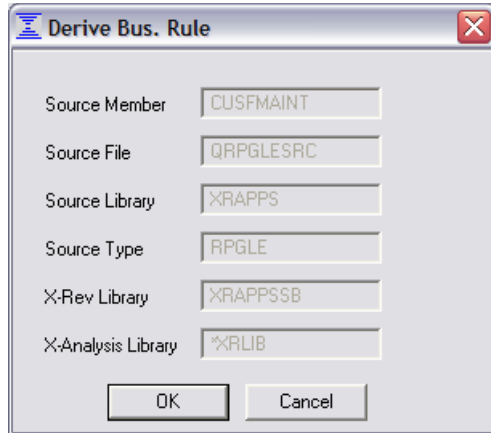 Derive Bus. Rule
Source Member CUSFMAINT
Source File QRPGLESRC
Source Library XRAPPS
Source Type RPGLE
X-Rev Library XRAPPSSB
X-Analysis Library *XRLIB
OK Cancel